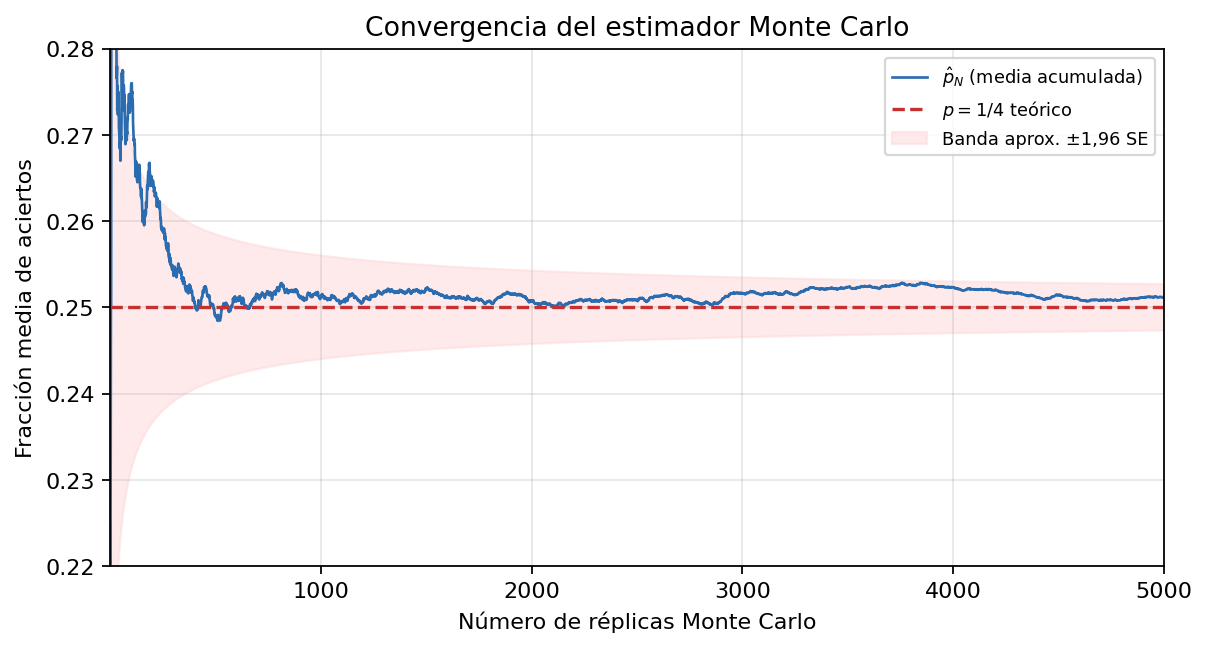 Convergencia del estimador Monte Carlo
Fracción media de aciertos
0.28
0.27
0.26
0.25
0.24
0.23
0.22
p̂_N (media acumulada)
p = 1/4 teórico
Banda aprox. ±1,96 SE
1000
2000
3000
4000
5000
Número de réplicas Monte Carlo